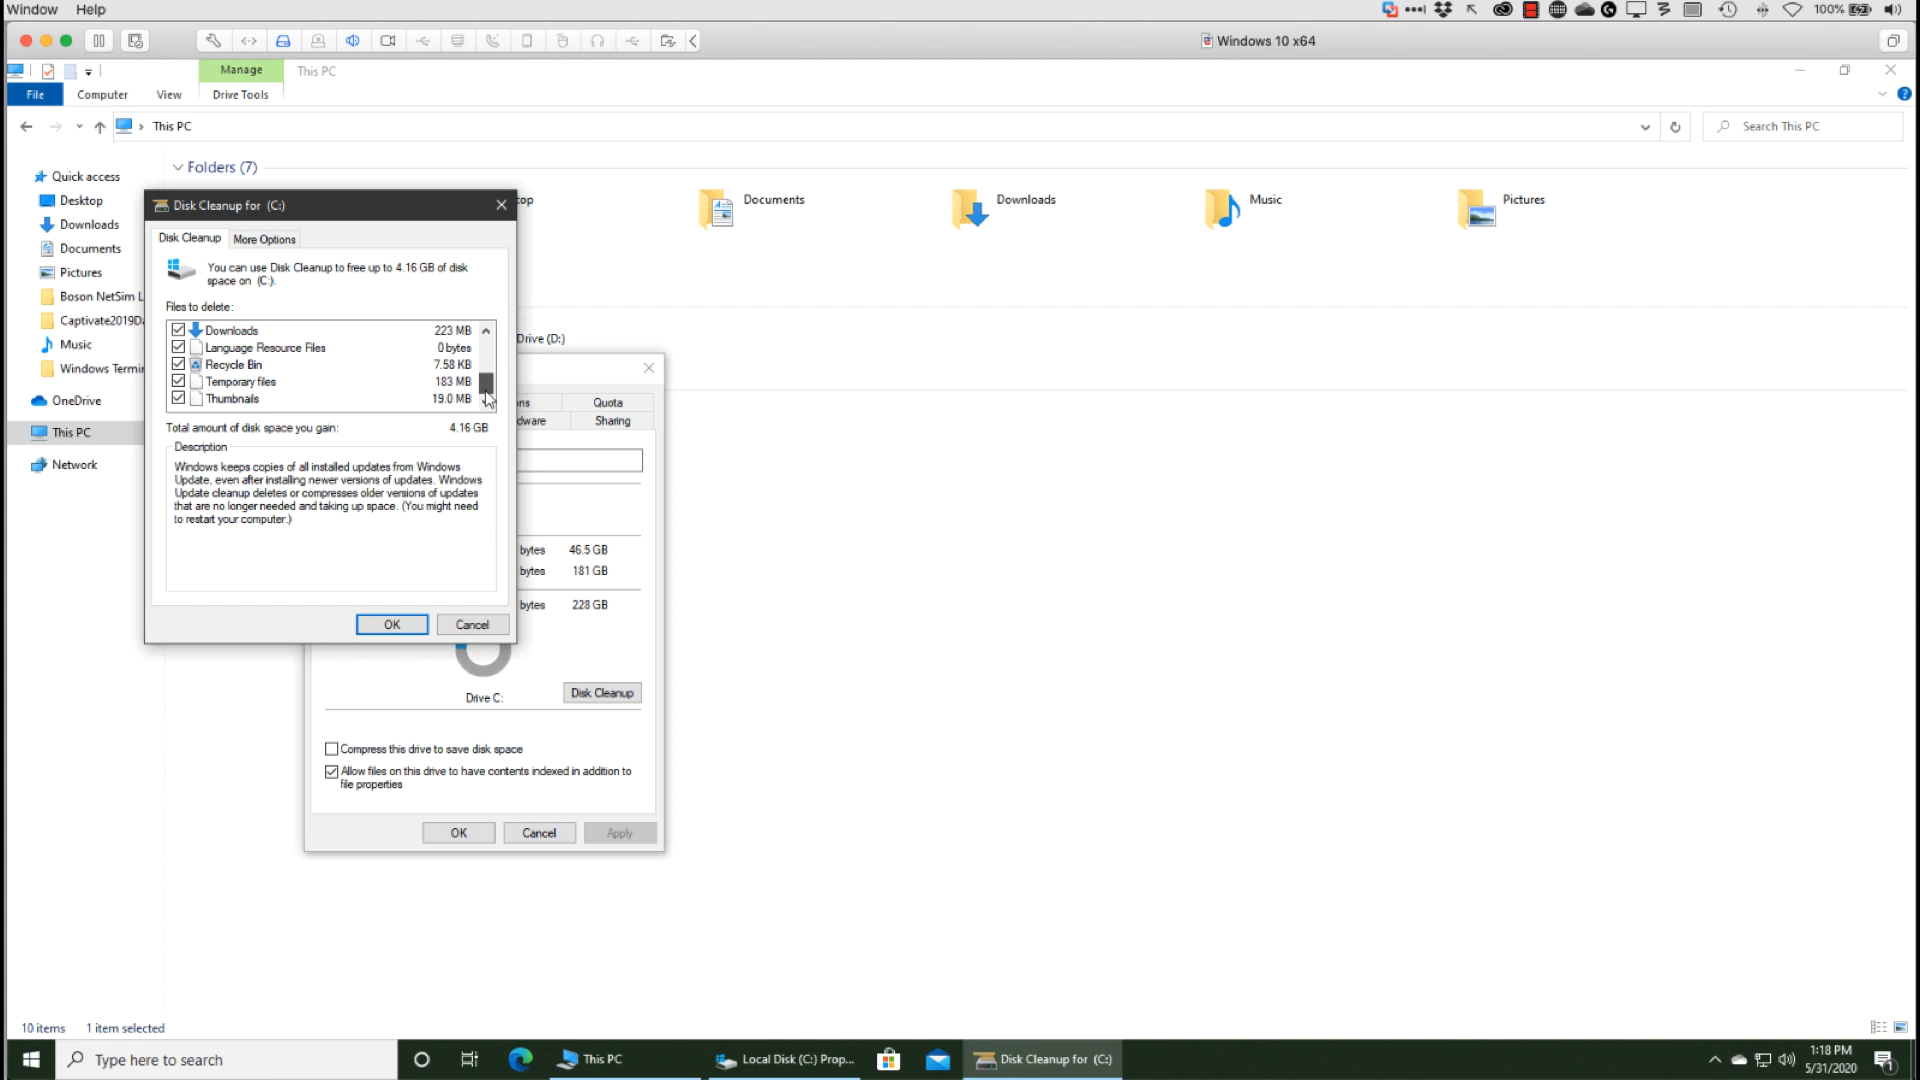 Window Help
100%
Windows 10 x64
Manage This PC
File Computer View Drive Tools
This PC
Search This PC
Folders (7)
Quick access
Desktop
Downloads
Documents
Pictures
Boson NetSim L
Captivate2019Da
Music
Windows Termi
OneDrive
This PC
Network
top
Documents
Downloads
Music
Pictures
Drive (D:)
Disk Cleanup for (C:)
Disk Cleanup More Options
You can use Disk Cleanup to free up to 4.16 GB of disk
space on (C:).
Files to delete:
Downloads 223 MB
Language Resource Files 0 bytes
Recycle Bin 7.58 KB
Temporary files 183 MB
Thumbnails 19.0 MB
Total amount of disk space you gain: 4.16 GB
Description
Windows keeps copies of all installed updates from Windows
Update, even after installing newer versions of updates. Windows
Update cleanup deletes or compresses older versions of updates
that are no longer needed and taking up space. (You might need
to restart your computer.)
OK Cancel
ons Quota
dware Sharing
bytes 46.5 GB
bytes 181 GB
bytes 228 GB
Drive C: Disk Cleanup
Compress this drive to save disk space
Allow files on this drive to have contents indexed in addition to
file properties
OK Cancel Apply
10 items 1 item selected
Type here to search
This PC
Local Disk (C:) Prop...
Disk Cleanup for (C:)
1:18 PM
5/31/2020
1